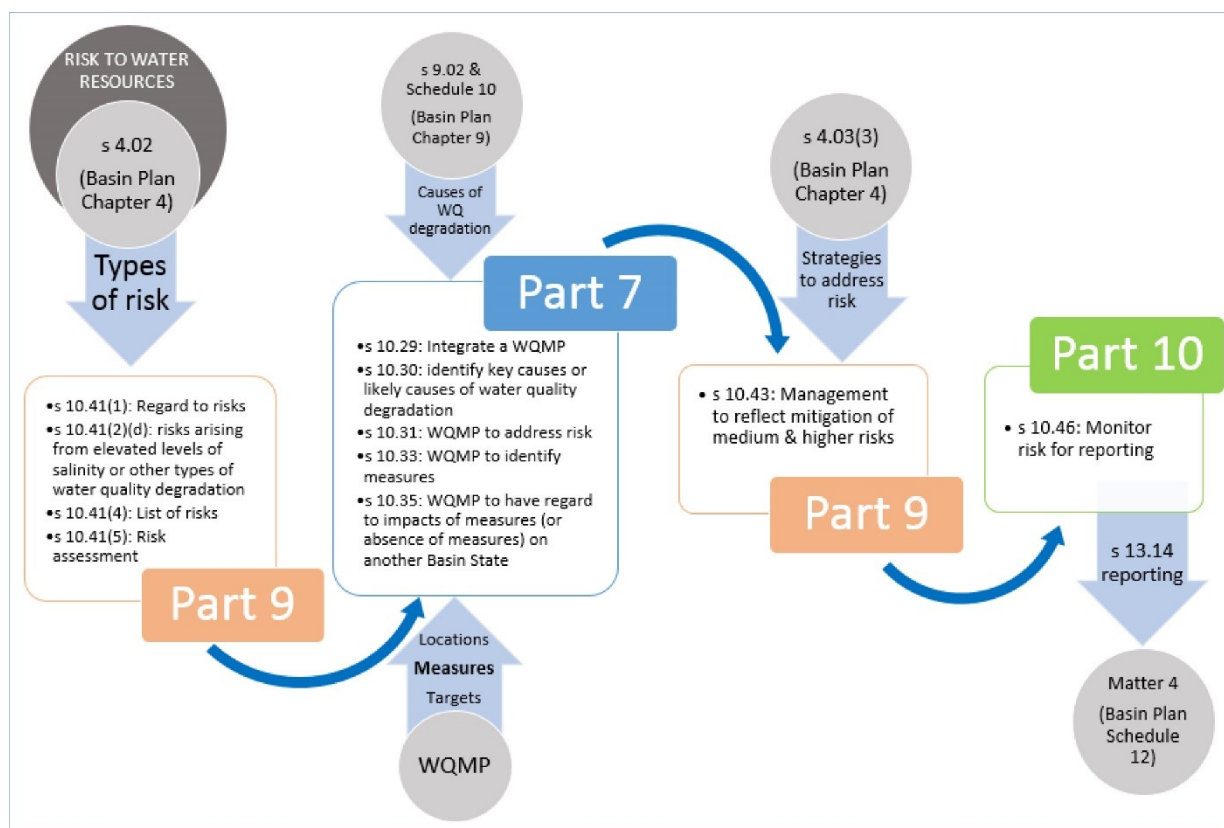 RISK TO WATER
RESOURCES
s 4.02
(Basin Plan
Chapter 4)
Types
of risk
•s 10.41(1): Regard to risks
•s 10.41(2)(d): risks arising
from elevated levels of
salinity or other types of
water quality degradation
•s 10.41(4): List of risks
•s 10.41(5): Risk
assessment
Part 9
s 9.02 &
Schedule 10
(Basin Plan
Chapter 9)
Causes of
WQ
degradation
Part 7
•s 10.29: Integrate a WQMP
•s 10.30: identify key causes or
likely causes of water quality
degradation
•s 10.31: WQMP to address risk
•s 10.33: WQMP to identify
measures
•s 10.35: WQMP to have regard
to impacts of measures (or
absence of measures) on
another Basin State
Locations
Measures
Targets
WQMP
s 4.03(3)
(Basin Plan
Chapter 4)
Strategies
to address
risk
• s 10.43: Management
to reflect mitigation of
medium & higher risks
Part 9
Part 10
• s 10.46: Monitor
risk for reporting
s 13.14
reporting
Matter 4
(Basin Plan
Schedule
12)